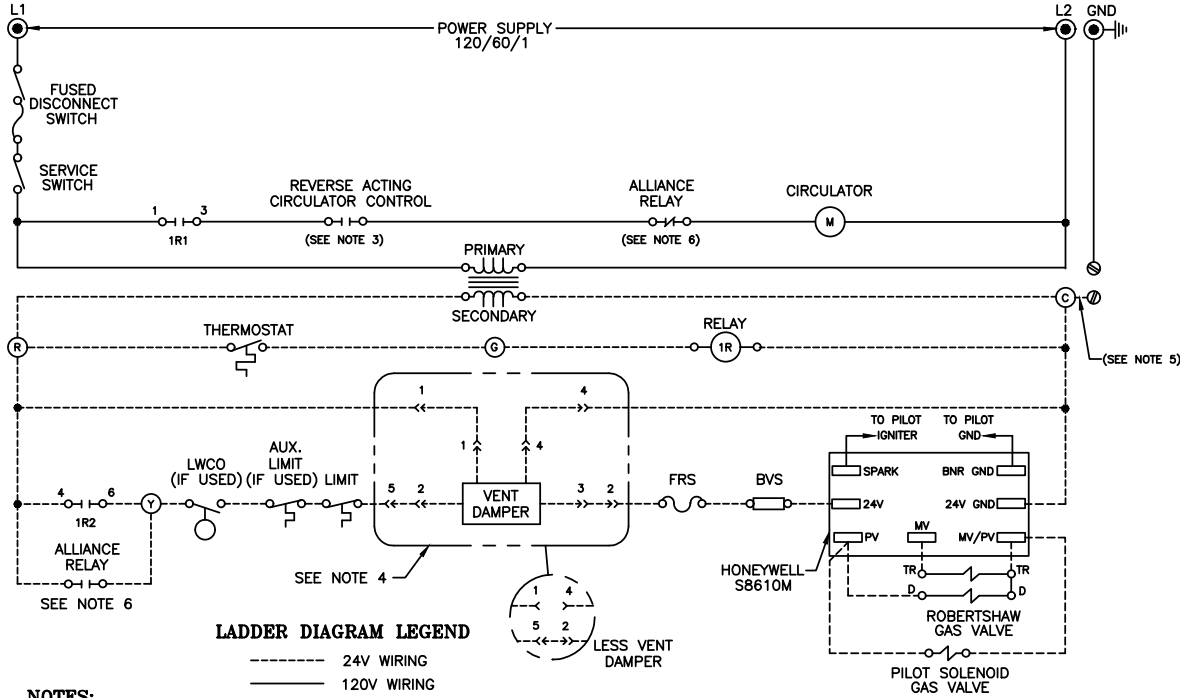 L1
L2 GND
POWER SUPPLY
120/60/1
FUSED
DISCONNECT
SWITCH
SERVICE
SWITCH
REVERSE ACTING
CIRCULATOR CONTROL
ALLIANCE
RELAY
CIRCULATOR
1 3
M
1R1
(SEE NOTE 3)
(SEE NOTE 6)
PRIMARY
SECONDARY
C
THERMOSTAT
RELAY
R
G
1R
(SEE NOTE 5)
1
4
1
4
TO PILOT
IGNITER
TO PILOT
GND
SPARK
BNR GND
AUX.
LIMIT
(IF USED)
LWCO
(IF USED)
LIMIT
4 6
1R2
Y
5 2
VENT
DAMPER
3 2
FRS
BVS
24V
24V GND
PV
MV
MV/PV
ALLIANCE
RELAY
SEE NOTE 6
SEE NOTE 4
HONEYWELL
S8610M
TR
TR
D
D
ROBERTSHAW
GAS VALVE
1 4
5 2
LESS VENT
DAMPER
PILOT SOLENOID
GAS VALVE
LADDER DIAGRAM LEGEND
24V WIRING
120V WIRING
NOTES: